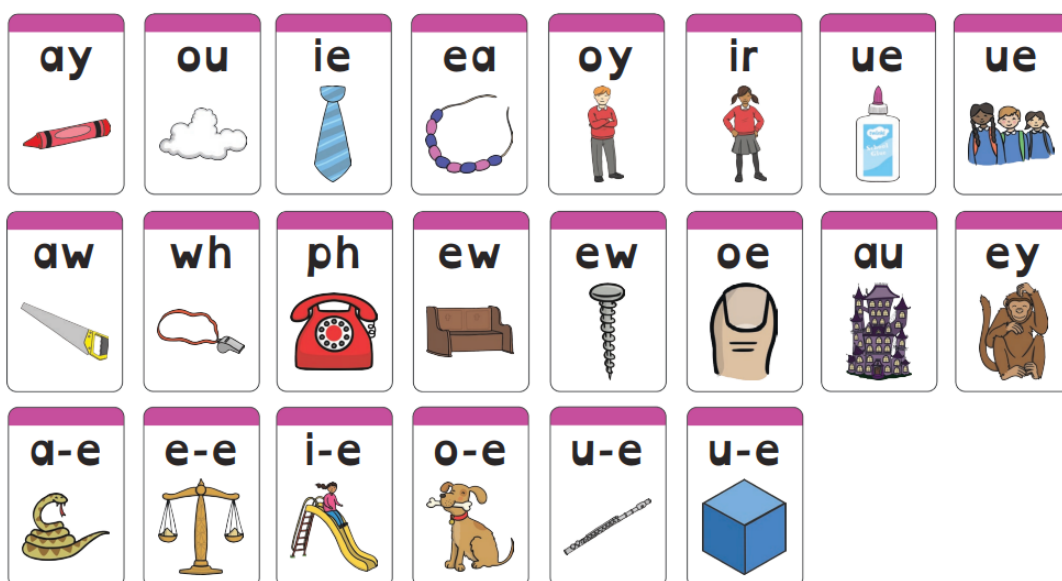 ay ou ie ea oy ir ue ue
aw wh ph ew ew oe au ey
a-e e-e i-e o-e u-e u-e